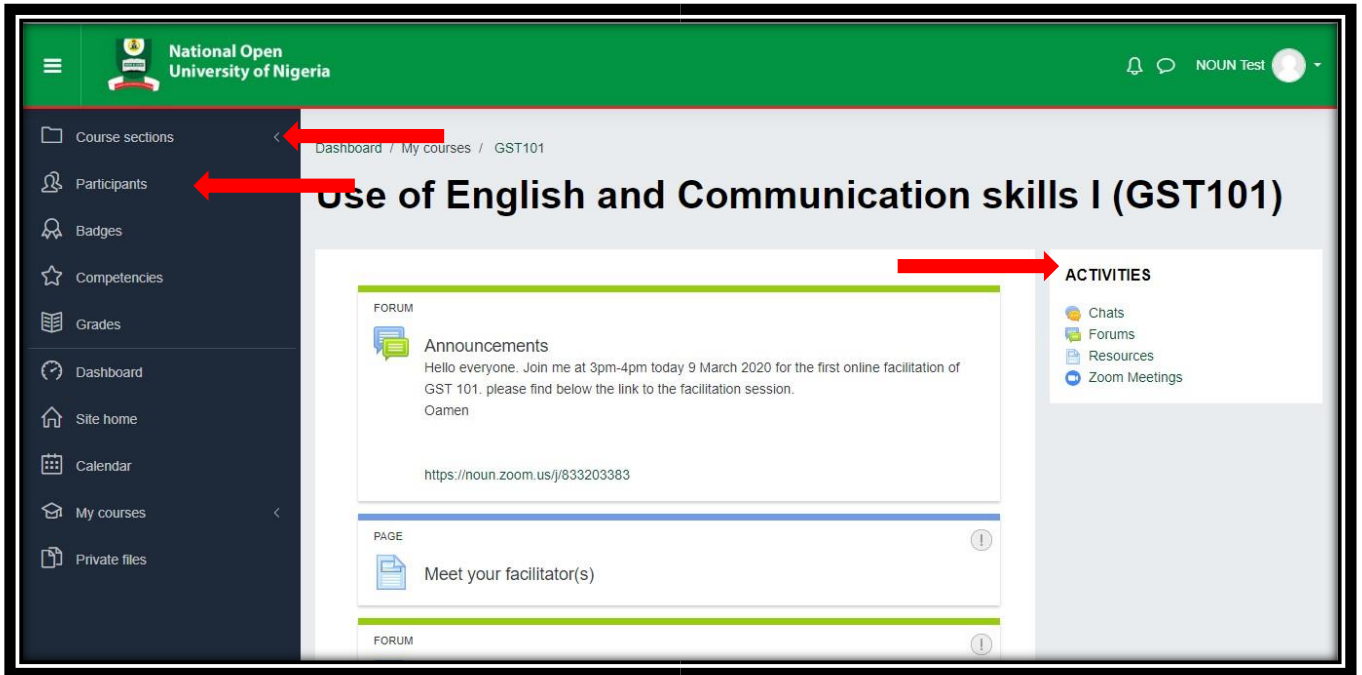 National Open
University of Nigeria
NOUN Test
Course sections
Participants
Badges
Competencies
Grades
Dashboard
Site home
Calendar
My courses
Private files
Dashboard / My courses / GST101
Use of English and Communication skills I (GST101)
FORUM
Announcements
Hello everyone. Join me at 3pm-4pm today 9 March 2020 for the first online facilitation of
GST 101. please find below the link to the facilitation session.
Oamen
https://noun.zoom.us/j/833203383
PAGE
Meet your facilitator(s)
FORUM
ACTIVITIES
Chats
Forums
Resources
Zoom Meetings